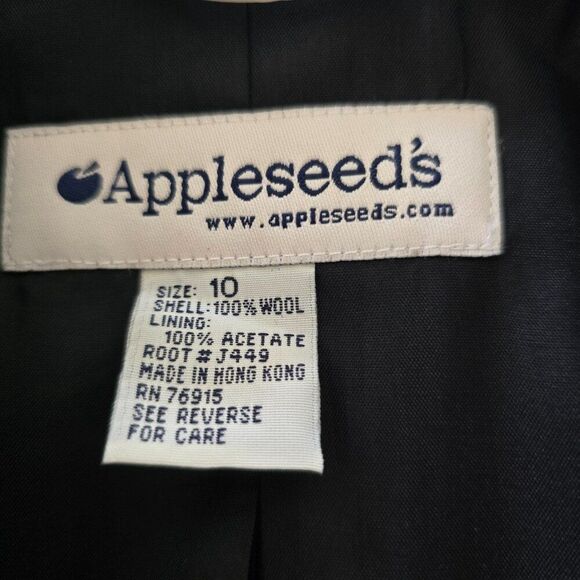 Appleseed's
www.appleseeds.com
SIZE: 10
SHELL: 100% WOOL
LINING:
100% ACETATE
ROOT # J449
MADE IN HONG KONG
RN 76915
SEE REVERSE
FOR CARE